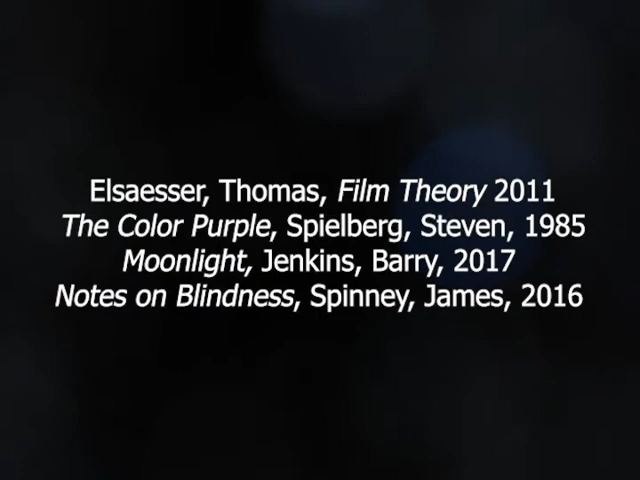 Elsaesser, Thomas, Film Theory 2011
The Color Purple, Spielberg, Steven, 1985
Moonlight, Jenkins, Barry, 2017
Notes on Blindness, Spinney, James, 2016